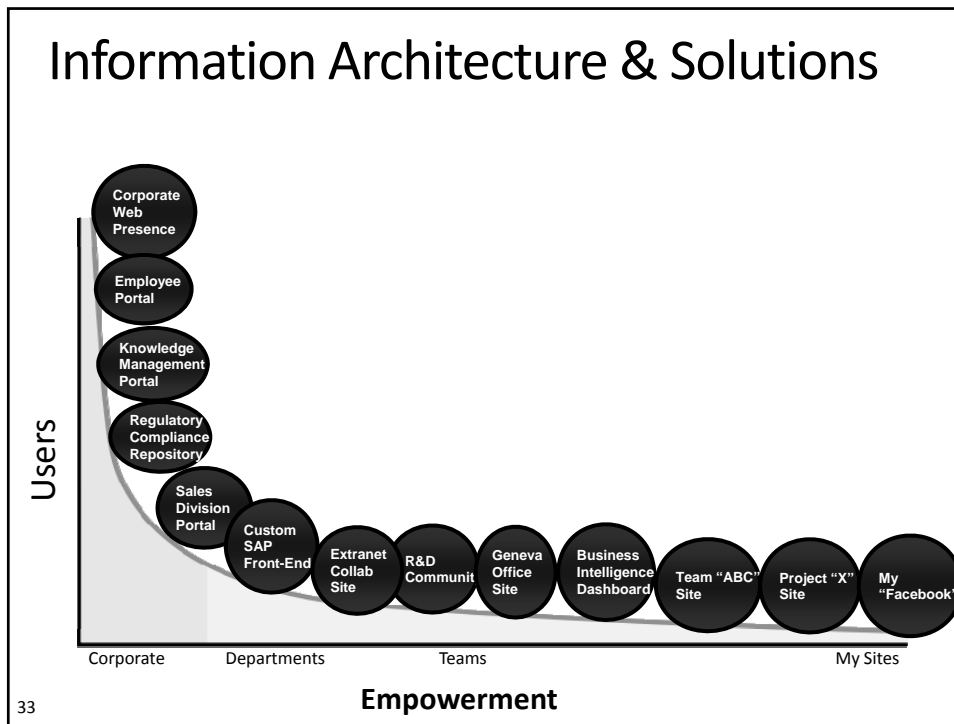 Information Architecture & Solutions
Corporate
Web
Presence
Employee
Portal
Knowledge
Management
Portal
Regulatory
Compliance
Repository
Sales
Division
Portal
Custom
SAP
Front-End
Extranet
Collab
Site
R&D
Communit
Geneva
Office
Site
Business
Intelligence
Dashboard
Team “ABC”
Site
Project “X”
Site
My
“Facebook”
Users
Corporate
Departments
Teams
My Sites
Empowerment
33